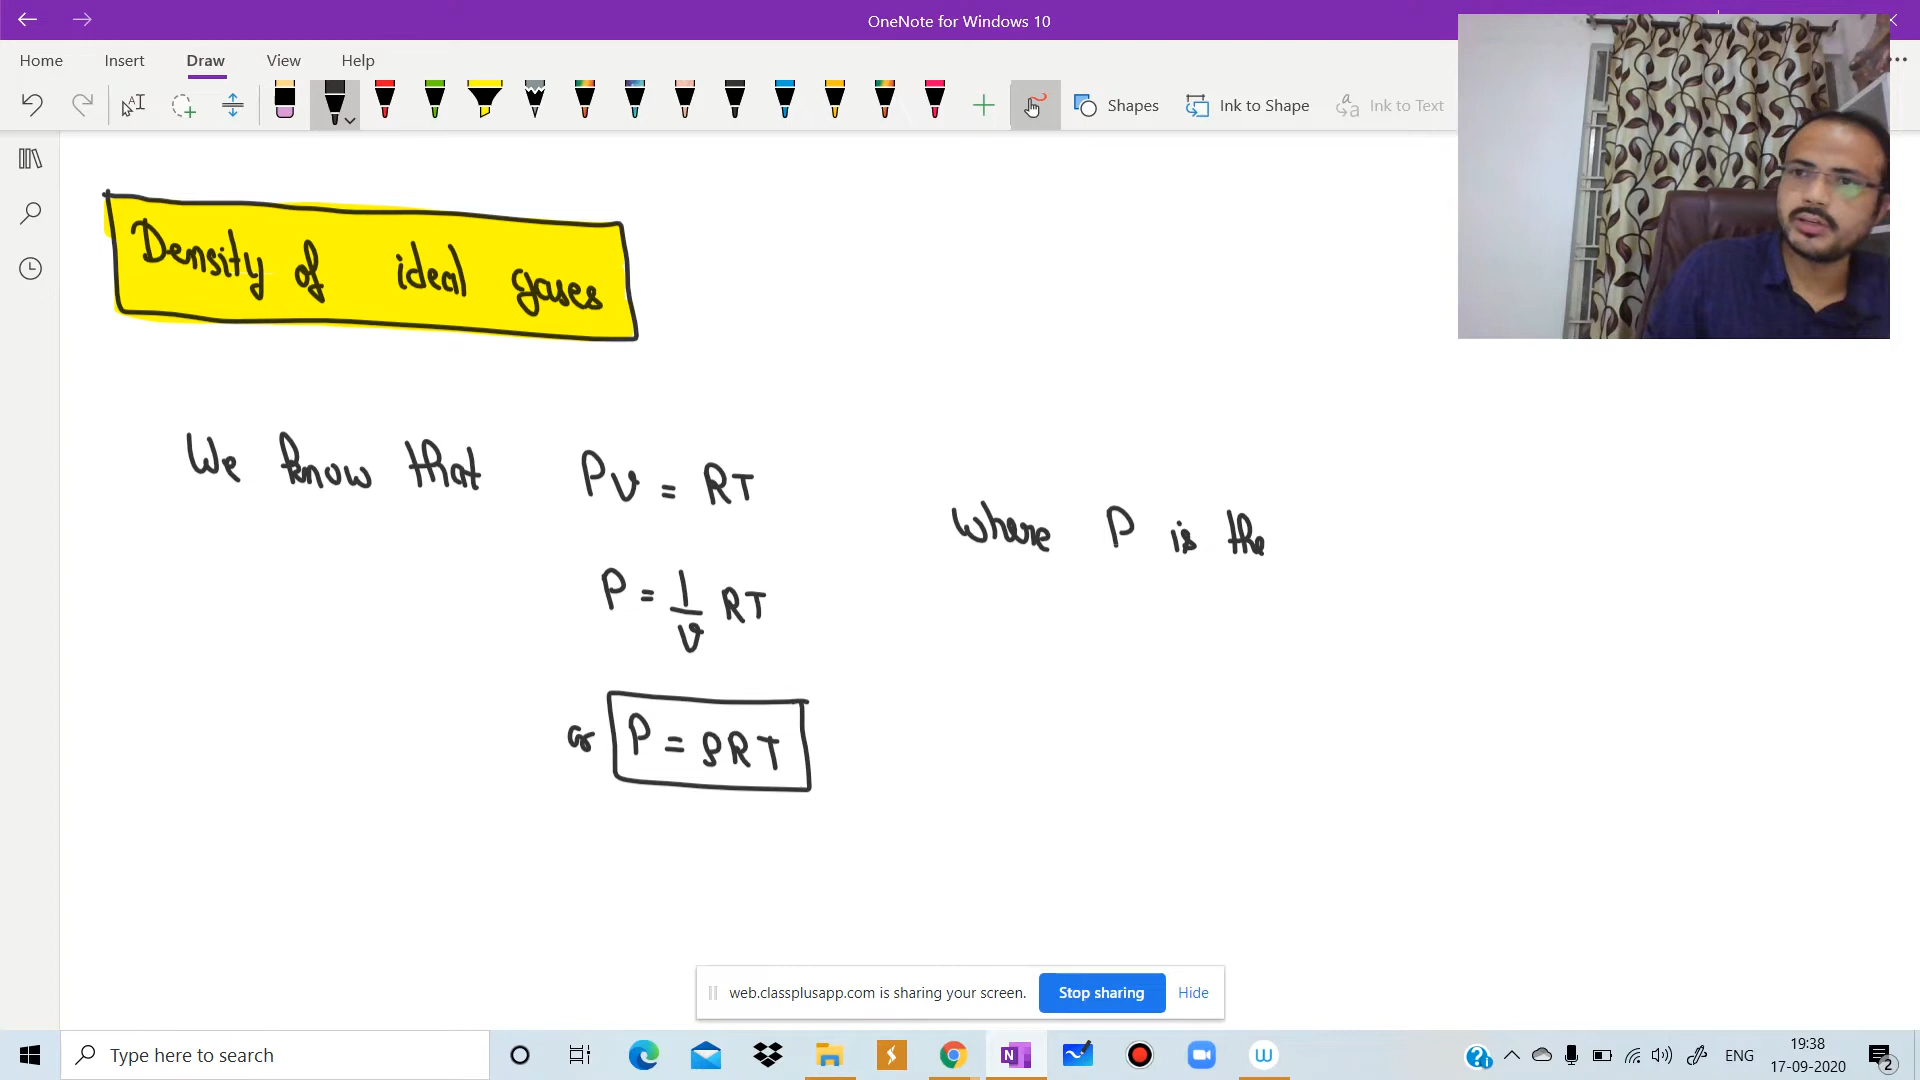 OneNote for Windows 10
Home Insert Draw View Help
Shapes Ink to Shape Ink to Text
Density of ideal gases
We know that Pv = RT
where P is the
P = 1/v RT
or P = ρRT
web.classplusapp.com is sharing your screen. Stop sharing Hide
Type here to search
ENG
19:38
17-09-2020
2